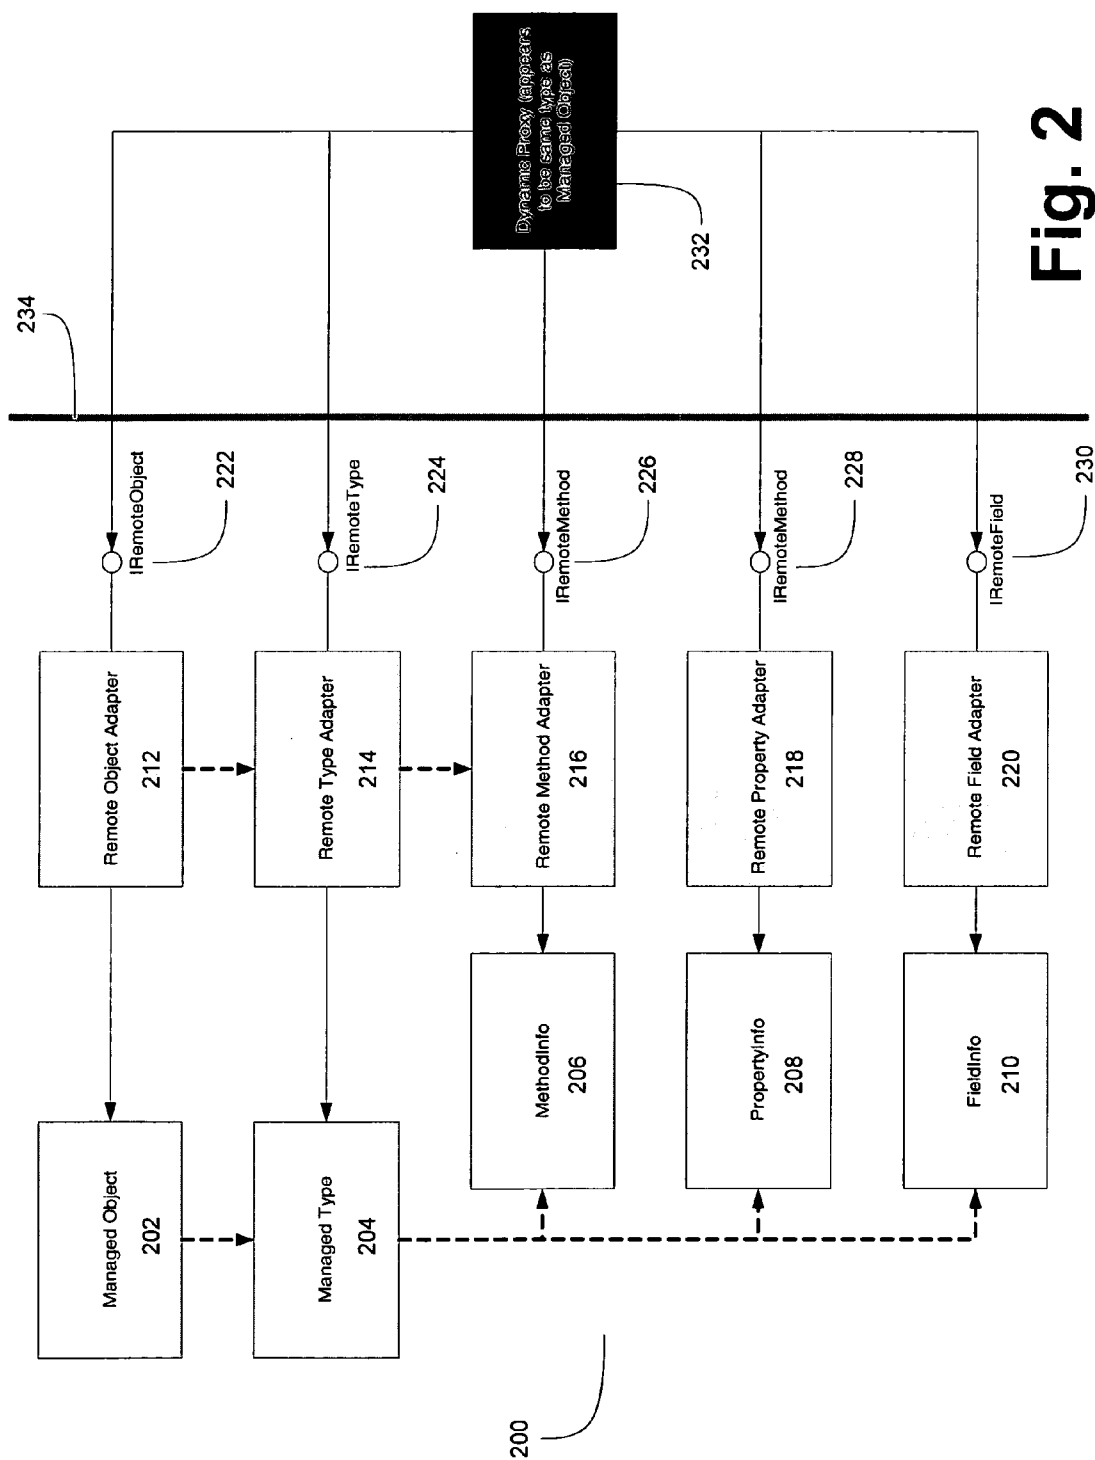 200
Managed Object
202
Managed Type
204
MethodInfo
206
PropertyInfo
208
FieldInfo
210
Remote Object Adapter
212
Remote Type Adapter
214
Remote Method Adapter
216
Remote Property Adapter
218
Remote Field Adapter
220
IRemoteObject
222
IRemoteType
224
IRemoteMethod
226
IRemoteMethod
228
IRemoteField
230
234
Dynamic Proxy (appears
to be same type as
Managed Object)
232
Fig. 2